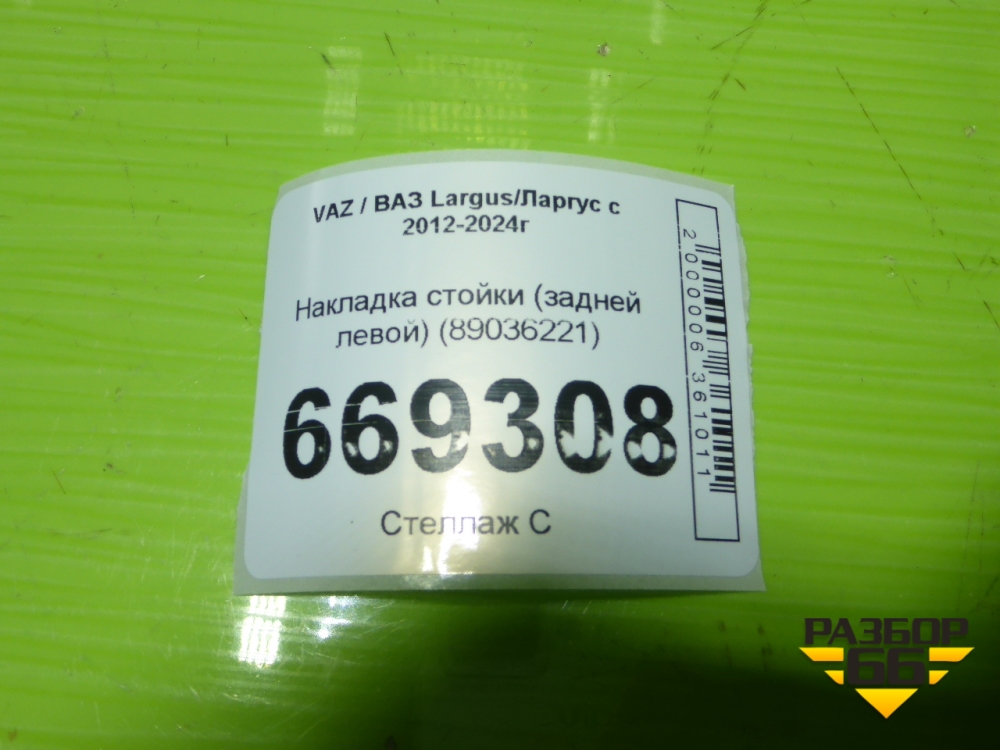 VAZ / ВАЗ Largus/Ларгус с
2012-2024г
Накладка стойки (задней
левой) (89036221)
669308
Стеллаж С
2000006361011
РАЗБОР
66